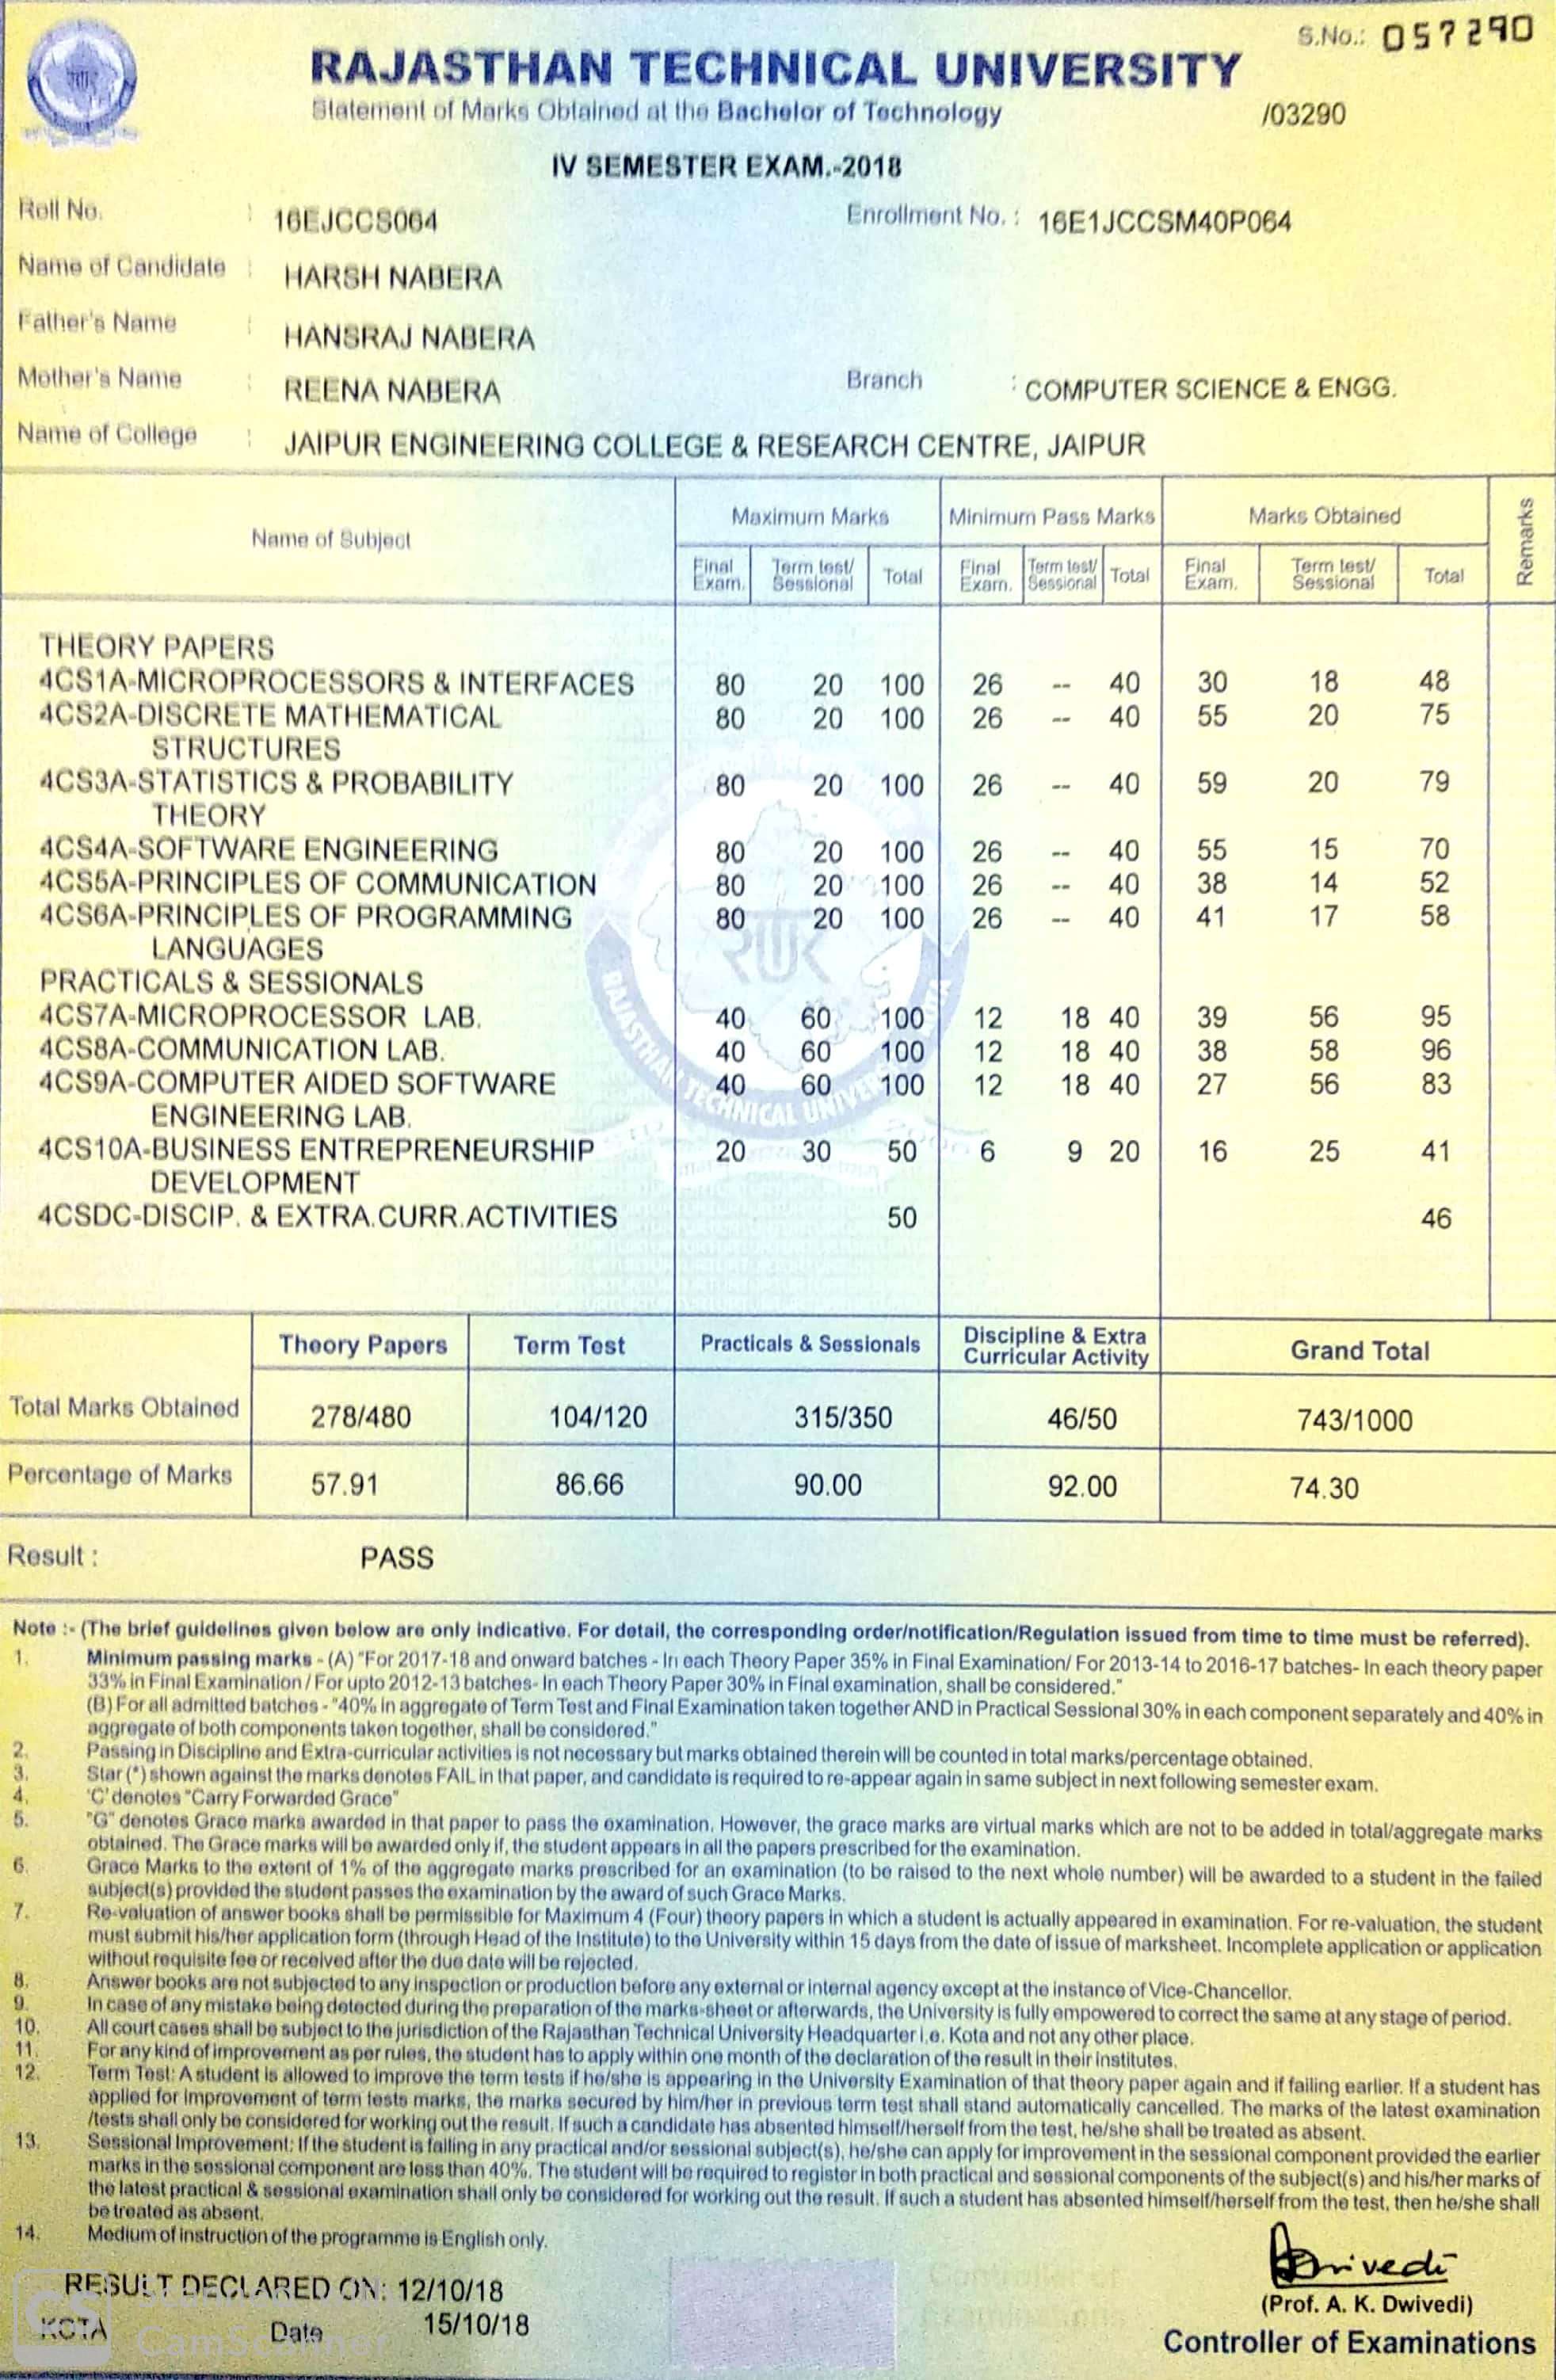 S.No.: 057290
RAJASTHAN TECHNICAL UNIVERSITY
Statement of Marks Obtained at the Bachelor of Technology
/03290
IV SEMESTER EXAM.-2018
Roll No. : 16EJCCS064 Enrollment No. : 16E1JCCSM40P064
Name of Candidate : HARSH NABERA
Father's Name : HANSRAJ NABERA
Mother's Name : REENA NABERA Branch : COMPUTER SCIENCE & ENGG.
Name of College : JAIPUR ENGINEERING COLLEGE & RESEARCH CENTRE, JAIPUR
Name of Subject Maximum Marks Minimum Pass Marks Marks Obtained Remarks
Final Exam. Term test/ Sessional Total Final Exam. Term test/ Sessional Total Final Exam. Term test/ Sessional Total
THEORY PAPERS
4CS1A-MICROPROCESSORS & INTERFACES 80 20 100 26 -- 40 30 18 48
4CS2A-DISCRETE MATHEMATICAL 80 20 100 26 -- 40 55 20 75
STRUCTURES
4CS3A-STATISTICS & PROBABILITY 80 20 100 26 -- 40 59 20 79
THEORY
4CS4A-SOFTWARE ENGINEERING 80 20 100 26 -- 40 55 15 70
4CS5A-PRINCIPLES OF COMMUNICATION 80 20 100 26 -- 40 38 14 52
4CS6A-PRINCIPLES OF PROGRAMMING 80 20 100 26 -- 40 41 17 58
LANGUAGES
PRACTICALS & SESSIONALS
4CS7A-MICROPROCESSOR LAB. 40 60 100 12 18 40 39 56 95
4CS8A-COMMUNICATION LAB. 40 60 100 12 18 40 38 58 96
4CS9A-COMPUTER AIDED SOFTWARE 40 60 100 12 18 40 27 56 83
ENGINEERING LAB.
4CS10A-BUSINESS ENTREPRENEURSHIP 20 30 50 6 9 20 16 25 41
DEVELOPMENT
4CSDC-DISCIP. & EXTRA.CURR.ACTIVITIES 50 46
Theory Papers Term Test Practicals & Sessionals Discipline & Extra Curricular Activity Grand Total
Total Marks Obtained 278/480 104/120 315/350 46/50 743/1000
Percentage of Marks 57.91 86.66 90.00 92.00 74.30
Result : PASS
Note :- (The brief guidelines given below are only indicative. For detail, the corresponding order/notification/Regulation issued from time to time must be referred).
1. Minimum passing marks - (A) "For 2017-18 and onward batches - In each Theory Paper 35% in Final Examination/ For 2013-14 to 2016-17 batches- In each theory paper
33% in Final Examination / For upto 2012-13 batches- In each Theory Paper 30% in Final examination, shall be considered."
(B) For all admitted batches - "40% in aggregate of Term Test and Final Examination taken together AND in Practical Sessional 30% in each component separately and 40% in
aggregate of both components taken together, shall be considered."
2. Passing in Discipline and Extra-curricular activities is not necessary but marks obtained therein will be counted in total marks/percentage obtained.
3. Star (*) shown against the marks denotes FAIL in that paper, and candidate is required to re-appear again in same subject in next following semester exam.
4. 'C' denotes "Carry Forwarded Grace"
5. "G" denotes Grace marks awarded in that paper to pass the examination. However, the grace marks are virtual marks which are not to be added in total/aggregate marks
obtained. The Grace marks will be awarded only if, the student appears in all the papers prescribed for the examination.
6. Grace Marks to the extent of 1% of the aggregate marks prescribed for an examination (to be raised to the next whole number) will be awarded to a student in the failed
subject(s) provided the student passes the examination by the award of such Grace Marks.
7. Re-valuation of answer books shall be permissible for Maximum 4 (Four) theory papers in which a student is actually appeared in examination. For re-valuation, the student
must submit his/her application form (through Head of the Institute) to the University within 15 days from the date of issue of marksheet. Incomplete application or application
without requisite fee or received after the due date will be rejected.
8. Answer books are not subjected to any inspection or production before any external or internal agency except at the instance of Vice-Chancellor.
9. In case of any mistake being detected during the preparation of the marks-sheet or afterwards, the University is fully empowered to correct the same at any stage of period.
10. All court cases shall be subject to the jurisdiction of the Rajasthan Technical University Headquarter i.e. Kota and not any other place.
11. For any kind of improvement as per rules, the student has to apply within one month of the declaration of the result in their institutes.
12. Term Test: A student is allowed to improve the term tests if he/she is appearing in the University Examination of that theory paper again and if failing earlier. If a student has
applied for improvement of term tests marks, the marks secured by him/her in previous term test shall stand automatically cancelled. The marks of the latest examination
/tests shall only be considered for working out the result. If such a candidate has absented himself/herself from the test, he/she shall be treated as absent.
13. Sessional Improvement: If the student is failing in any practical and/or sessional subject(s), he/she can apply for improvement in the sessional component provided the earlier
marks in the sessional component are less than 40%. The student will be required to register in both practical and sessional components of the subject(s) and his/her marks of
the latest practical & sessional examination shall only be considered for working out the result. If such a student has absented himself/herself from the test, then he/she shall
be treated as absent.
14. Medium of instruction of the programme is English only.
RESULT DECLARED ON: 12/10/18
KOTA Date 15/10/18
CS CamScanner
Dwivedi
(Prof. A. K. Dwivedi)
Controller of Examinations